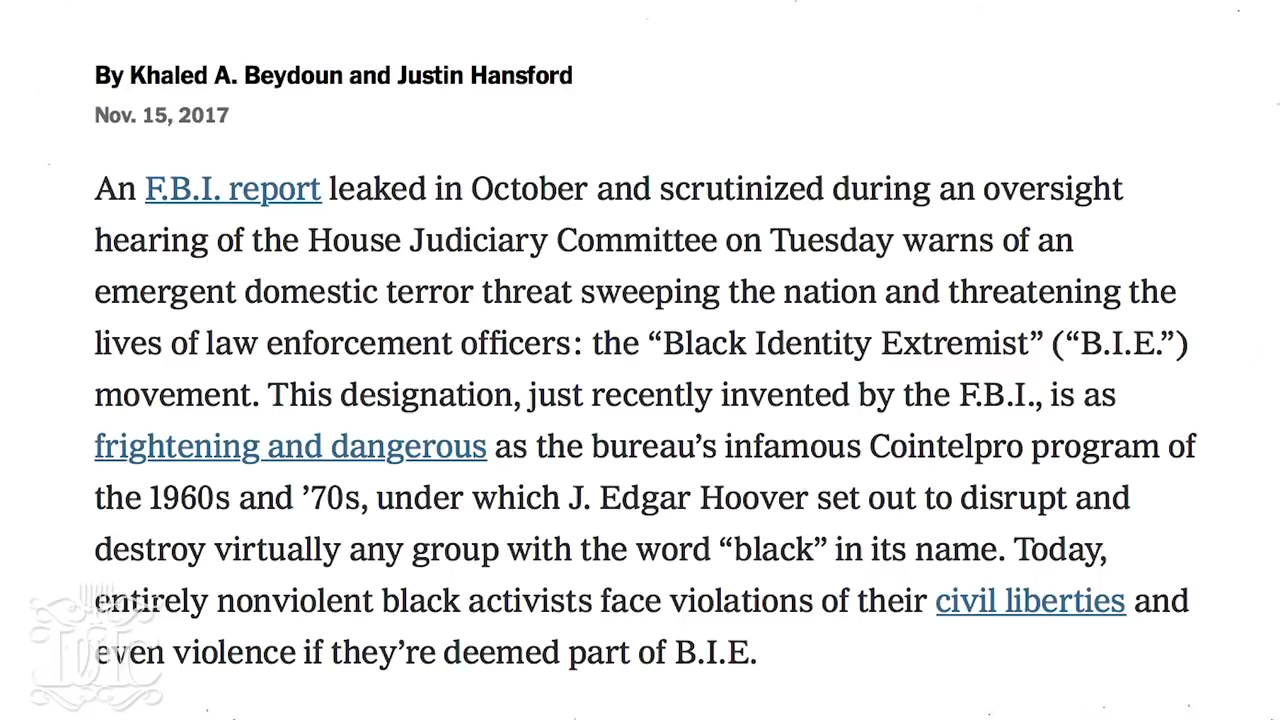 By Khaled A. Beydoun and Justin Hansford
Nov. 15, 2017
An F.B.I. report leaked in October and scrutinized during an oversight
hearing of the House Judiciary Committee on Tuesday warns of an
emergent domestic terror threat sweeping the nation and threatening the
lives of law enforcement officers: the “Black Identity Extremist” (“B.I.E.”)
movement. This designation, just recently invented by the F.B.I., is as
frightening and dangerous as the bureau’s infamous Cointelpro program of
the 1960s and ’70s, under which J. Edgar Hoover set out to disrupt and
destroy virtually any group with the word “black” in its name. Today,
entirely nonviolent black activists face violations of their civil liberties and
even violence if they’re deemed part of B.I.E.